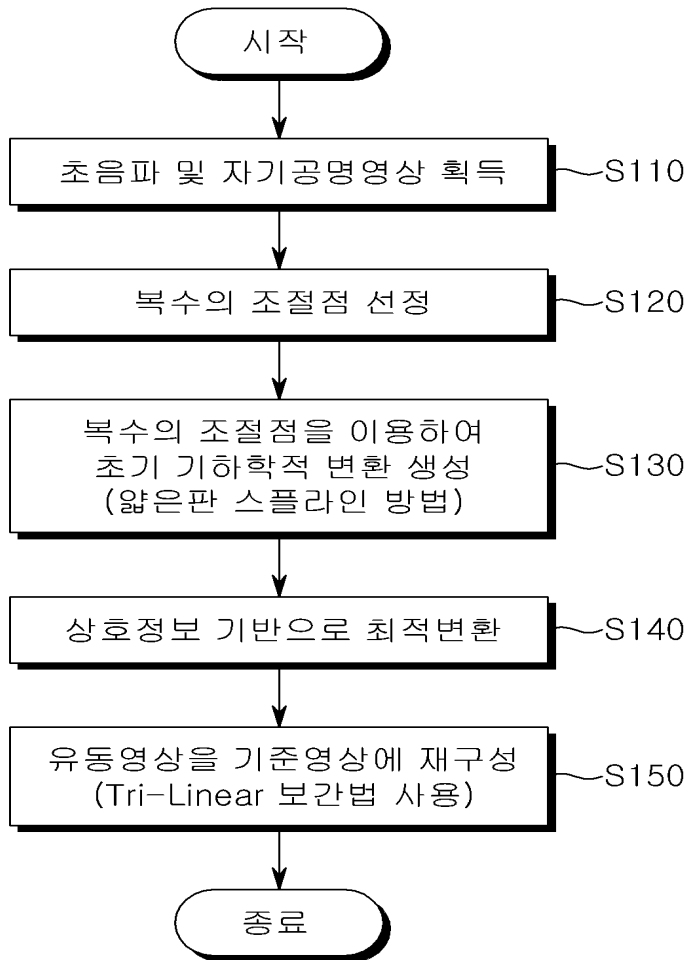 시작
초음파 및 자기공명영상 획득
S110
복수의 조절점 선정
S120
복수의 조절점을 이용하여
초기 기하학적 변환 생성
(얇은판 스플라인 방법)
S130
상호정보 기반으로 최적변환
S140
유동영상을 기준영상에 재구성
(Tri-Linear 보간법 사용)
S150
종료